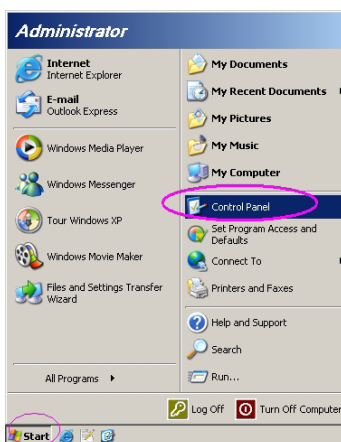 Administrator
Internet
Internet Explorer
E-mail
Outlook Express
Windows Media Player
Windows Messenger
Tour Windows XP
Windows Movie Maker
Files and Settings Transfer
Wizard
All Programs
My Documents
My Recent Documents
My Pictures
My Music
My Computer
Control Panel
Set Program Access and
Defaults
Connect To
Printers and Faxes
Help and Support
Search
Run...
Log Off
Turn Off Computer
Start